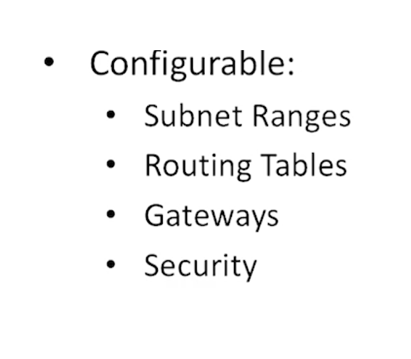 • Configurable:
• Subnet Ranges
• Routing Tables
• Gateways
• Security